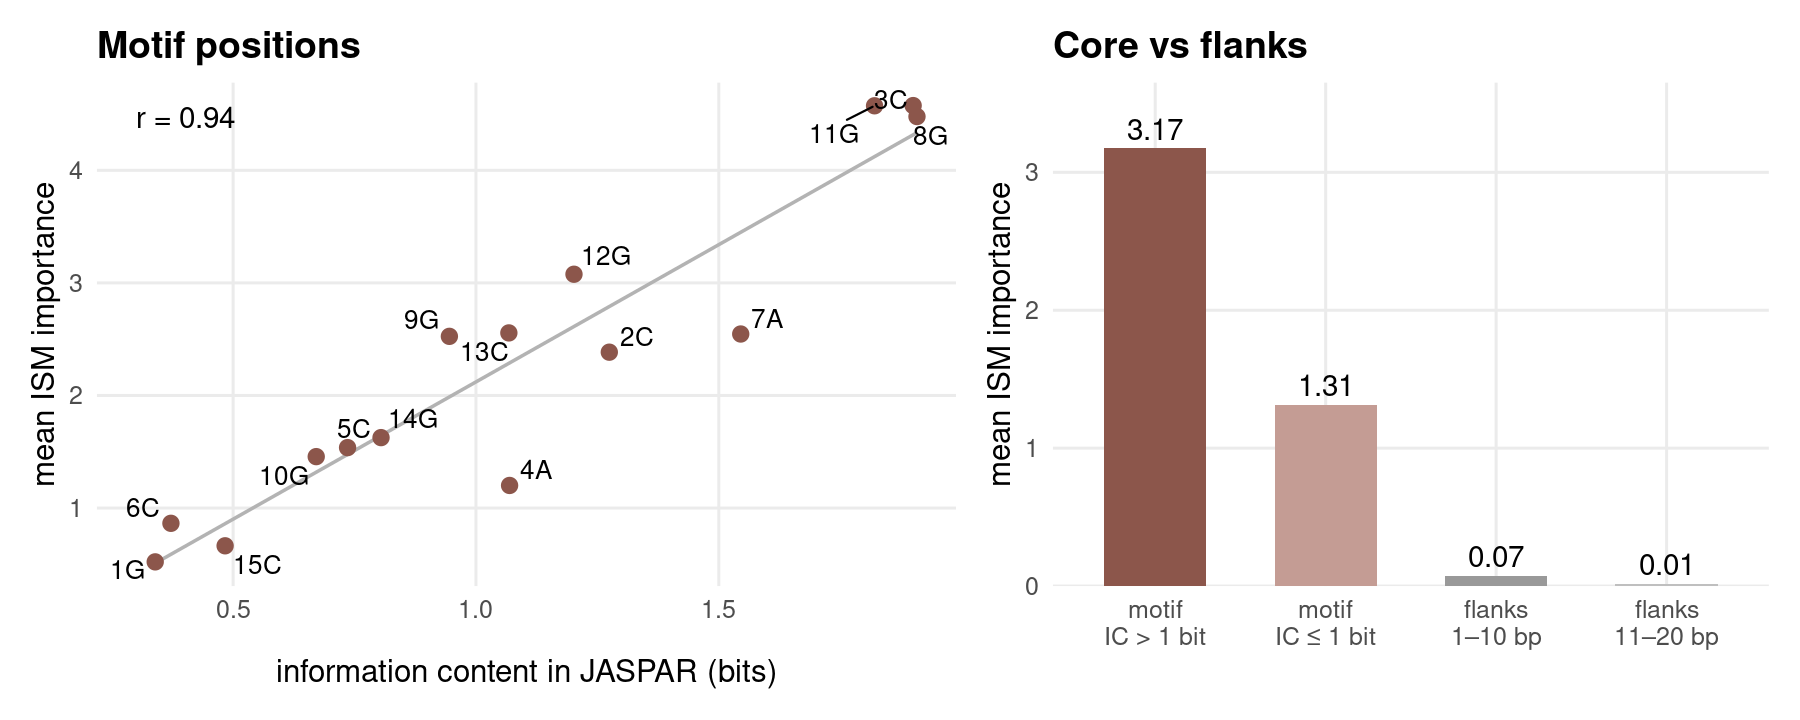 Motif positions
r = 0.94
3C
11G
8G
12G
9G
13C
2C
7A
5C
14G
10G
4A
6C
1G
15C
4
3
2
1
0.5
1.0
1.5
mean ISM importance
information content in JASPAR (bits)
Core vs flanks
3.17
1.31
0.07
0.01
3
2
1
0
mean ISM importance
motif
IC > 1 bit
motif
IC ≤ 1 bit
flanks
1–10 bp
flanks
11–20 bp